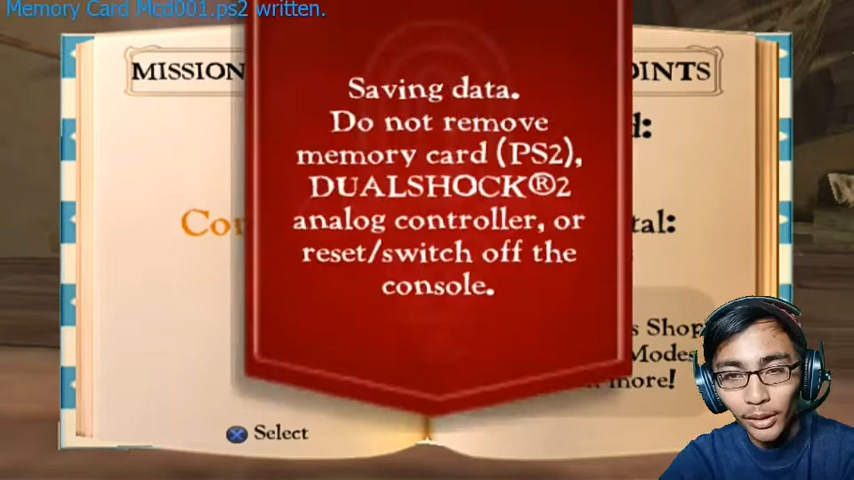 Memory Card Mcd001.ps2 written.
MISSION
Saving data.
Do not remove
memory card (PS2),
DUALSHOCK®2
analog controller, or
reset/switch off the
console.
Select